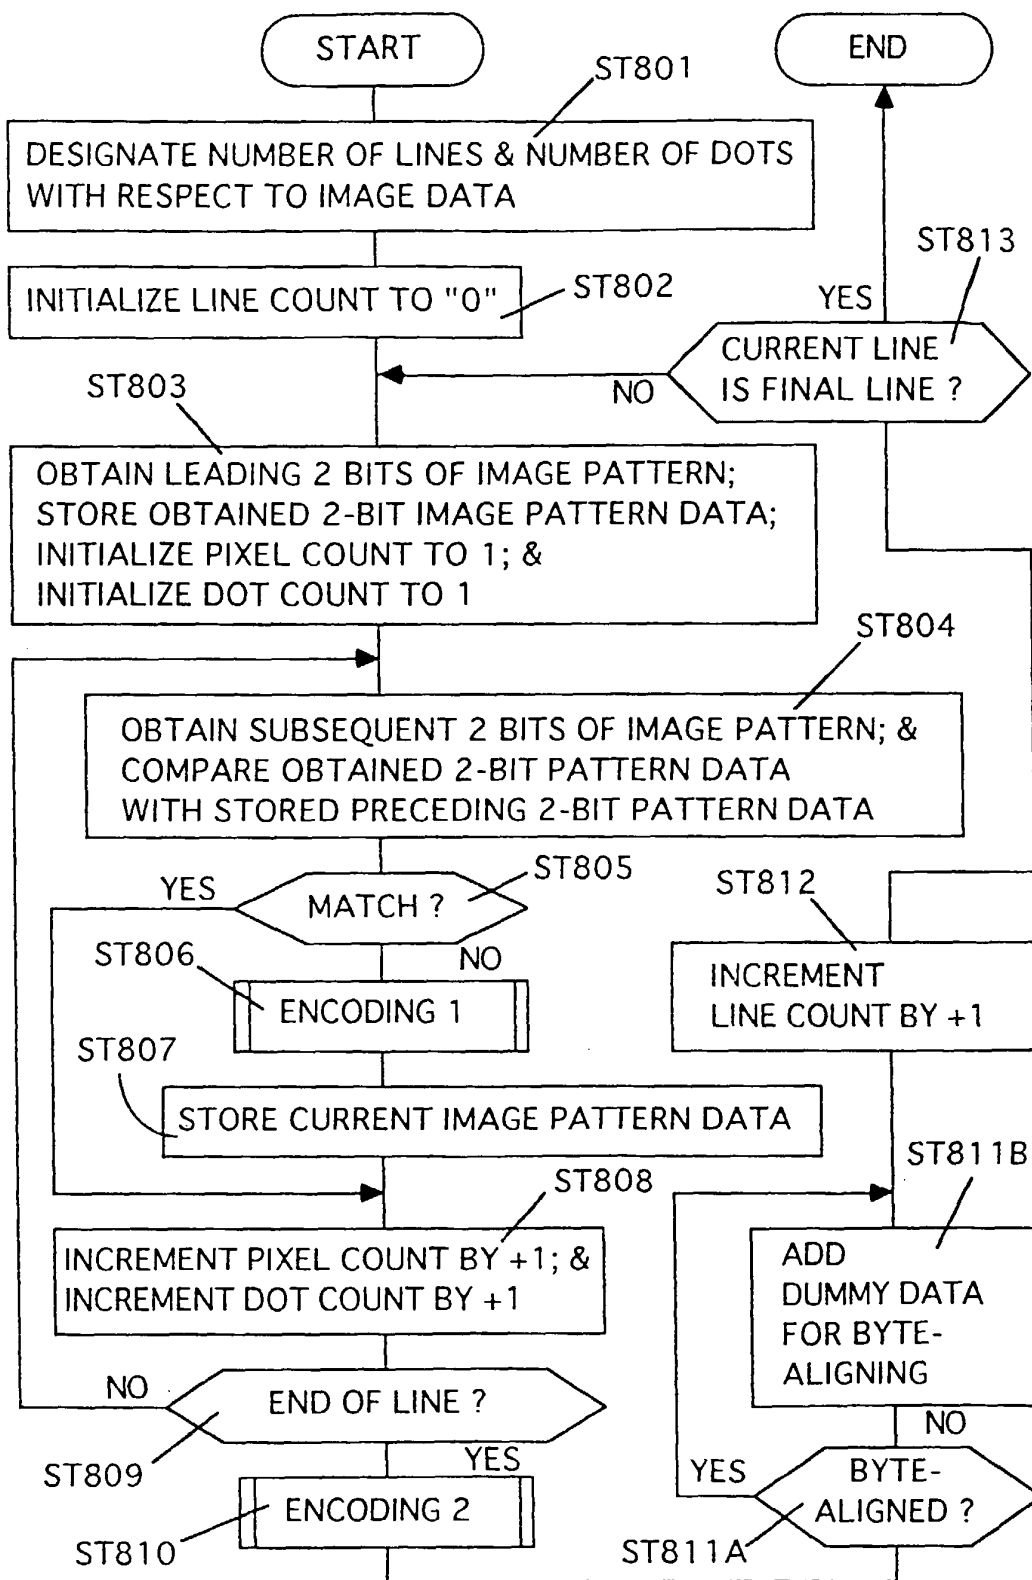 START
ST801
DESIGNATE NUMBER OF LINES & NUMBER OF DOTS
WITH RESPECT TO IMAGE DATA
INITIALIZE LINE COUNT TO "0"
ST802
ST803
OBTAIN LEADING 2 BITS OF IMAGE PATTERN;
STORE OBTAINED 2-BIT IMAGE PATTERN DATA;
INITIALIZE PIXEL COUNT TO 1; &
INITIALIZE DOT COUNT TO 1
ST804
OBTAIN SUBSEQUENT 2 BITS OF IMAGE PATTERN; &
COMPARE OBTAINED 2-BIT PATTERN DATA
WITH STORED PRECEDING 2-BIT PATTERN DATA
ST805
YES
MATCH ?
NO
ST806
ENCODING 1
ST807
STORE CURRENT IMAGE PATTERN DATA
ST808
INCREMENT PIXEL COUNT BY +1; &
INCREMENT DOT COUNT BY +1
NO
END OF LINE ?
YES
ST809
ENCODING 2
ST810
END
ST813
YES
CURRENT LINE
IS FINAL LINE ?
NO
ST812
INCREMENT
LINE COUNT BY +1
ST811B
ADD
DUMMY DATA
FOR BYTE-
ALIGNING
NO
YES
BYTE-
ALIGNED ?
ST811A